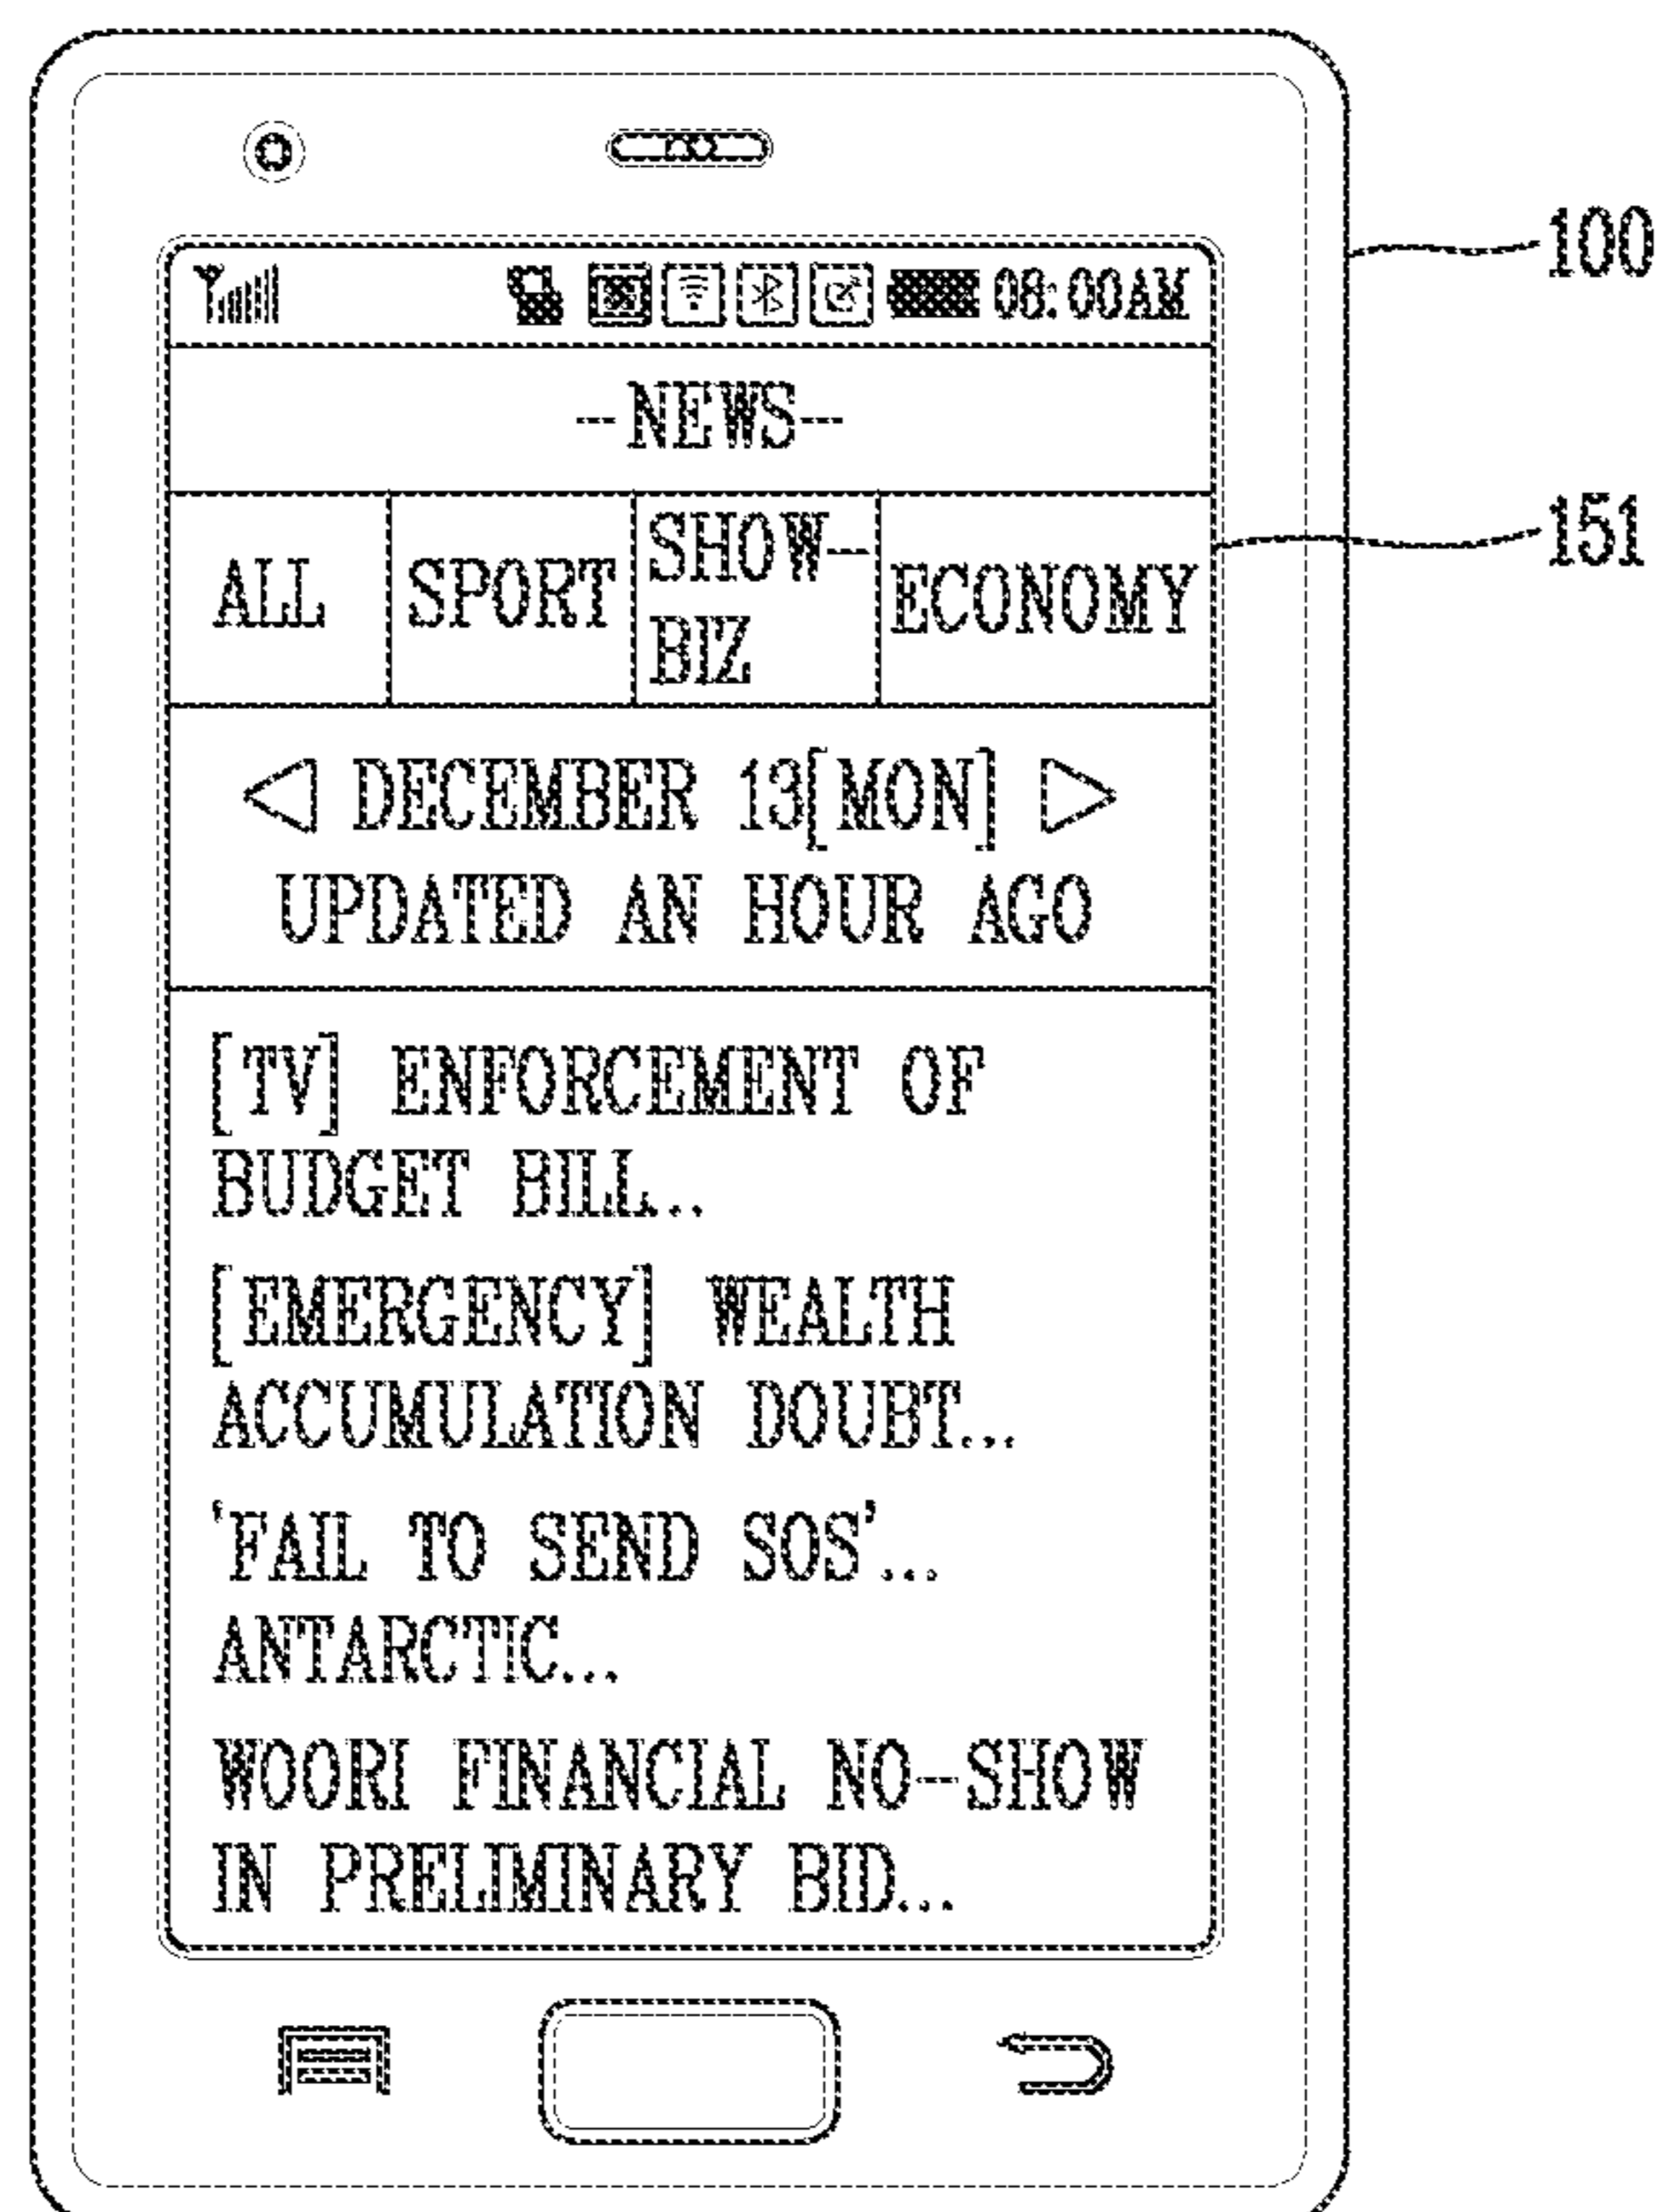 08:00AM
100
-NEWS-
ALL
SPORT
SHOW-
BIZ
ECONOMY
151
DECEMBER 13[MON]
UPDATED AN HOUR AGO
[TV] ENFORCEMENT OF
BUDGET BILL...
[EMERGENCY] WEALTH
ACCUMULATION DOUBT...
'FAIL TO SEND SOS'...
ANTARCTIC...
WOORI FINANCIAL NO-SHOW
IN PRELIMINARY BID...